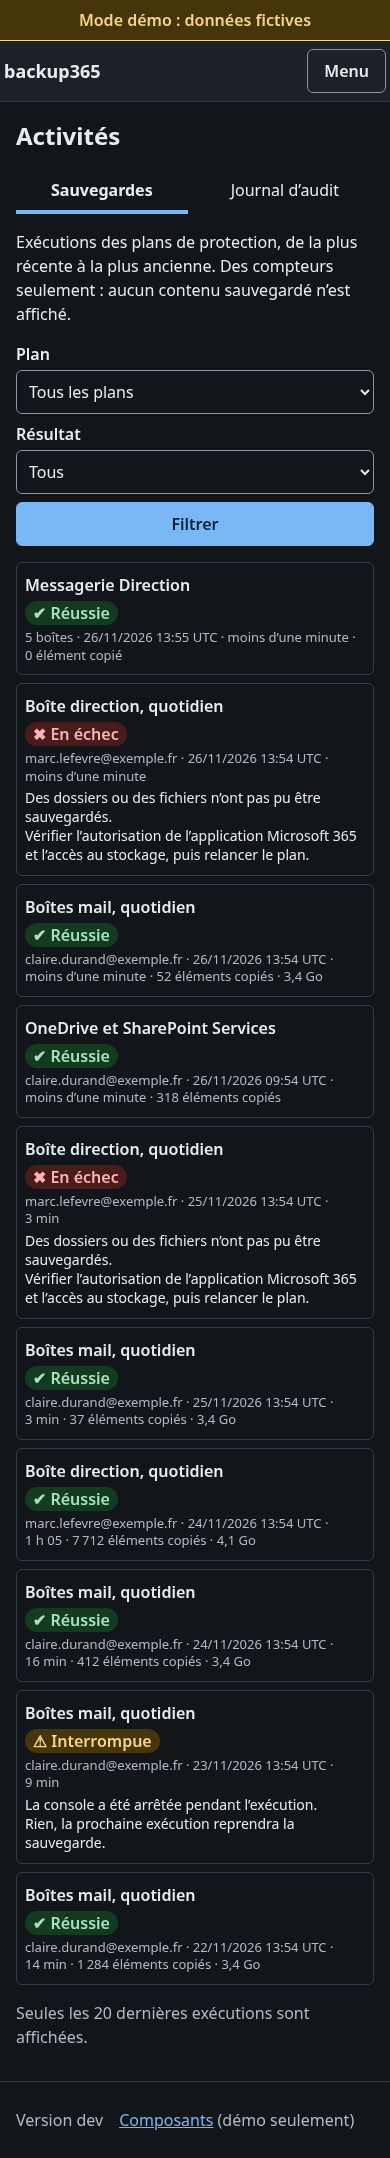 Mode démo : données fictives
backup365
Menu
Activités
Sauvegardes
Journal d’audit
Exécutions des plans de protection, de la plus
récente à la plus ancienne. Des compteurs
seulement : aucun contenu sauvegardé n’est
affiché.
Plan
Tous les plans
Résultat
Tous
Filtrer
Messagerie Direction
✔ Réussie
5 boîtes · 26/11/2026 13:55 UTC · moins d’une minute ·
0 élément copié
Boîte direction, quotidien
✖ En échec
marc.lefevre@exemple.fr · 26/11/2026 13:54 UTC ·
moins d’une minute
Des dossiers ou des fichiers n’ont pas pu être
sauvegardés.
Vérifier l’autorisation de l’application Microsoft 365
et l’accès au stockage, puis relancer le plan.
Boîtes mail, quotidien
✔ Réussie
claire.durand@exemple.fr · 26/11/2026 13:54 UTC ·
moins d’une minute · 52 éléments copiés · 3,4 Go
OneDrive et SharePoint Services
✔ Réussie
claire.durand@exemple.fr · 26/11/2026 09:54 UTC ·
moins d’une minute · 318 éléments copiés
Boîte direction, quotidien
✖ En échec
marc.lefevre@exemple.fr · 25/11/2026 13:54 UTC ·
3 min
Des dossiers ou des fichiers n’ont pas pu être
sauvegardés.
Vérifier l’autorisation de l’application Microsoft 365
et l’accès au stockage, puis relancer le plan.
Boîtes mail, quotidien
✔ Réussie
claire.durand@exemple.fr · 25/11/2026 13:54 UTC ·
3 min · 37 éléments copiés · 3,4 Go
Boîte direction, quotidien
✔ Réussie
marc.lefevre@exemple.fr · 24/11/2026 13:54 UTC ·
1 h 05 · 7 712 éléments copiés · 4,1 Go
Boîtes mail, quotidien
✔ Réussie
claire.durand@exemple.fr · 24/11/2026 13:54 UTC ·
16 min · 412 éléments copiés · 3,4 Go
Boîtes mail, quotidien
⚠ Interrompue
claire.durand@exemple.fr · 23/11/2026 13:54 UTC ·
9 min
La console a été arrêtée pendant l’exécution.
Rien, la prochaine exécution reprendra la
sauvegarde.
Boîtes mail, quotidien
✔ Réussie
claire.durand@exemple.fr · 22/11/2026 13:54 UTC ·
14 min · 1 284 éléments copiés · 3,4 Go
Seules les 20 dernières exécutions sont
affichées.
Version dev Composants (démo seulement)